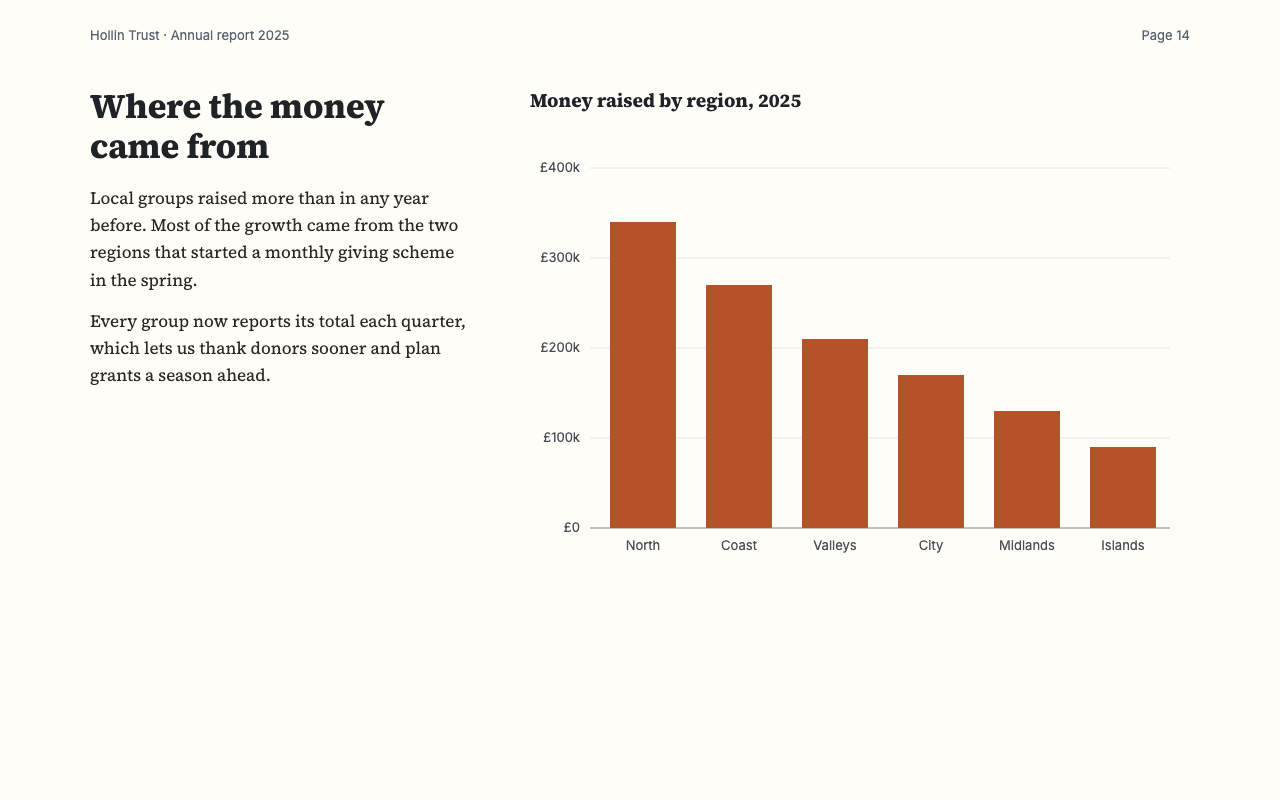 Hollin Trust · Annual report 2025
Page 14
Where the money
came from
Local groups raised more than in any year
before. Most of the growth came from the two
regions that started a monthly giving scheme
in the spring.
Every group now reports its total each quarter,
which lets us thank donors sooner and plan
grants a season ahead.
Money raised by region, 2025
£400k
£300k
£200k
£100k
£0
North
Coast
Valleys
City
Midlands
Islands